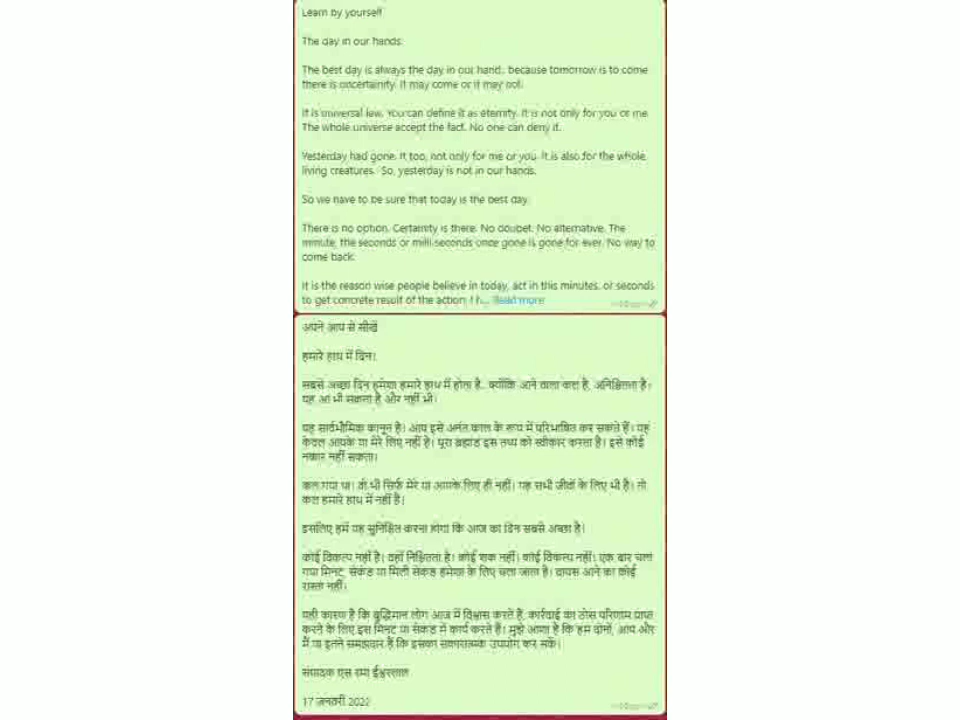 Learn by yourself
The day in our hands.
The best day is always the day in our hand.. because tomorrow is to come
there is uncertainity. It may come or it may not.
It is universal law. You can define it as eternity. It is not only for you or me.
The whole universe accept the fact. No one can deny it.
Yesterday had gone. It too, not only for me or you. It is also for the whole
living creatures. So, yesterday is not in our hands.
So we have to be sure that today is the best day.
There is no option. Certainity is there. No doubet. No alternative. The
minute, the seconds or milli seconds once gone is gone for ever. No way to
come back.
It is the reason wise people believe in today, act in this minutes, or seconds
to get concrete result of the action. I h... Read more
अपने आप से सीखें
हमारे हाथ में दिन।
सबसे अच्छा दिन हमेशा हमारे हाथ में होता है.. क्योंकि आने वाला कल है, अनिश्चितता है।
यह आ भी सकता है और नहीं भी।
यह सार्वभौमिक कानून है। आप इसे अनंत काल के रूप में परिभाषित कर सकते हैं। यह
केवल आपके या मेरे लिए नहीं है। पूरा ब्रह्मांड इस तथ्य को स्वीकार करता है। इसे कोई
नकार नहीं सकता।
कल गया था। वो भी सिर्फ मेरे या आपके लिए ही नहीं। यह सभी जीवों के लिए भी है। तो
कल हमारे हाथ में नहीं है।
इसलिए हमें यह सुनिश्चित करना होगा कि आज का दिन सबसे अच्छा है।
कोई विकल्प नहीं है। वहाँ निश्चितता है। कोई शक नहीं। कोई विकल्प नहीं। एक बार चला
गया मिनट, सेकंड या मिली सेकंड हमेशा के लिए चला जाता है। वापस आने का कोई
रास्ता नहीं।
यही कारण है कि बुद्धिमान लोग आज में विश्वास करते हैं, कार्रवाई का ठोस परिणाम प्राप्त
करने के लिए इस मिनट या सेकंड में कार्य करते हैं। मुझे आशा है कि हम दोनों, आप और
मैं या इतने समझदार हैं कि इसका सकारात्मक उपयोग कर सकें।
संपादक एस रमा ईश्वरलाल
17 जनवरी 2022